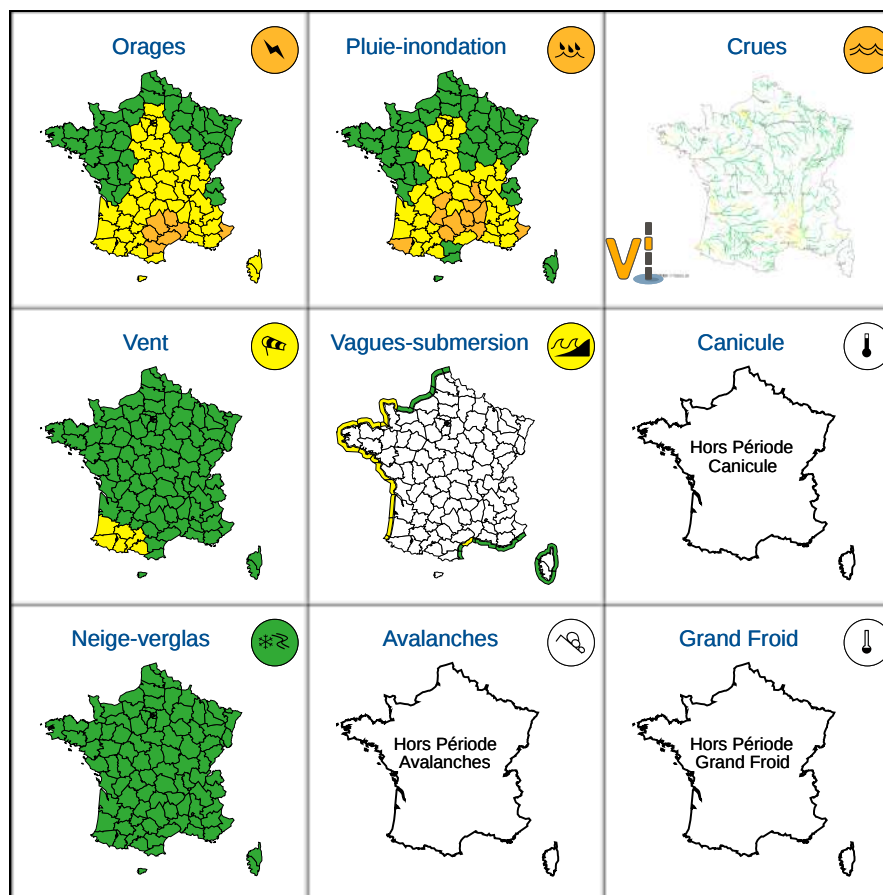 Orages
Pluie-inondation
Crues
Vi
Vent
Vagues-submersion
Canicule
Hors Période
Canicule
Neige-verglas
Avalanches
Grand Froid
Hors Période
Avalanches
Hors Période
Grand Froid